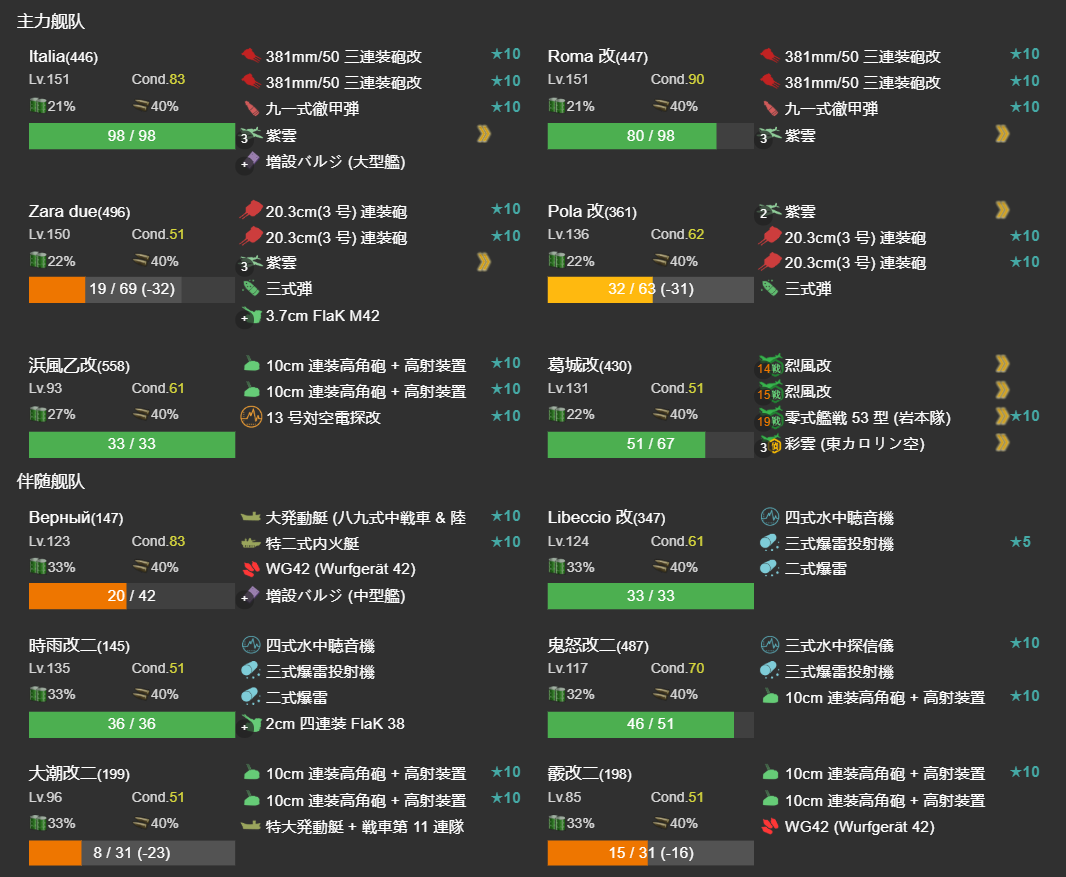 主力舰队
Italia(446)
Lv.151 Cond.83
21% 40%
98 / 98
381mm/50 三連装砲改 ★10
381mm/50 三連装砲改 ★10
九一式徹甲弾 ★10
3 紫雲
+ 増設バルジ (大型艦)
Roma 改(447)
Lv.151 Cond.90
21% 40%
80 / 98
381mm/50 三連装砲改 ★10
381mm/50 三連装砲改 ★10
九一式徹甲弾 ★10
3 紫雲
Zara due(496)
Lv.150 Cond.51
22% 40%
19 / 69 (-32)
20.3cm(3 号) 連装砲 ★10
20.3cm(3 号) 連装砲 ★10
3 紫雲
三式弾
+ 3.7cm FlaK M42
Pola 改(361)
Lv.136 Cond.62
22% 40%
32 / 63 (-31)
2 紫雲
20.3cm(3 号) 連装砲 ★10
20.3cm(3 号) 連装砲 ★10
三式弾
浜風乙改(558)
Lv.93 Cond.61
27% 40%
33 / 33
10cm 連装高角砲 + 高射装置 ★10
10cm 連装高角砲 + 高射装置 ★10
13 号対空電探改 ★10
葛城改(430)
Lv.131 Cond.51
22% 40%
51 / 67
14 戦 烈風改
15 戦 烈風改
19 戦 零式艦戦 53 型 (岩本隊) ★10
3 彩雲 (東カロリン空)
伴随舰队
Верный(147)
Lv.123 Cond.83
33% 40%
20 / 42
大発動艇 (八九式中戦車 & 陸 ★10
特二式内火艇 ★10
WG42 (Wurfgerät 42)
+ 増設バルジ (中型艦)
Libeccio 改(347)
Lv.124 Cond.61
33% 40%
33 / 33
四式水中聴音機
三式爆雷投射機 ★5
二式爆雷
時雨改二(145)
Lv.135 Cond.51
33% 40%
36 / 36
四式水中聴音機
三式爆雷投射機
二式爆雷
+ 2cm 四連装 FlaK 38
鬼怒改二(487)
Lv.117 Cond.70
32% 40%
46 / 51
三式水中探信儀 ★10
三式爆雷投射機
10cm 連装高角砲 + 高射装置 ★10
大潮改二(199)
Lv.96 Cond.51
33% 40%
8 / 31 (-23)
10cm 連装高角砲 + 高射装置 ★10
10cm 連装高角砲 + 高射装置 ★10
特大発動艇 + 戦車第 11 連隊
霰改二(198)
Lv.85 Cond.51
33% 40%
15 / 31 (-16)
10cm 連装高角砲 + 高射装置 ★10
10cm 連装高角砲 + 高射装置
WG42 (Wurfgerät 42)